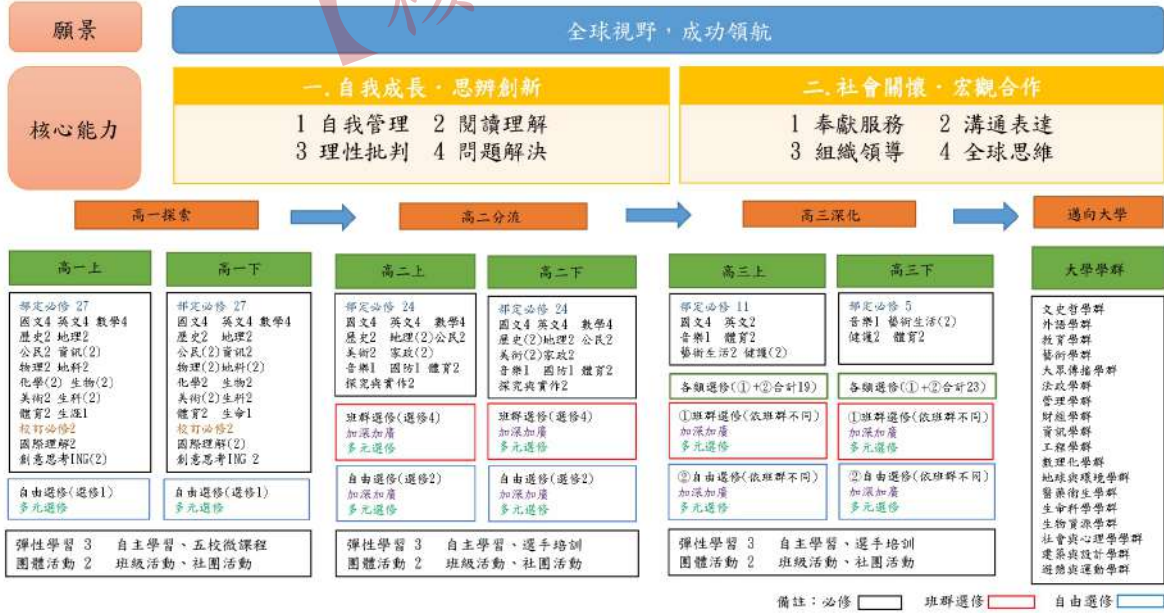 願景
全球視野，成功領航
核心能力
一.自我成長·思辨創新
1 自我管理 2 閱讀理解
3 理性批判 4 問題解決
二.社會關懷·宏觀合作
1 奉獻服務 2 溝通表達
3 組織領導 4 全球思維
高一探索
高二分流
高三深化
邁向大學
高一上
部定必修 27
國文4 英文4 數學4
歷史2 地理2
公民2 資訊(2)
物理2 地科2
化學(2) 生物(2)
美術2 生科(2)
體育2 生涯1
校訂必修2
國際理解2
創意思考ING(2)
自由選修(選修1)
多元選修
高一下
部定必修 27
國文4 英文4 數學4
歷史2 地理2
公民(2)資訊2
物理(2)地科(2)
化學2 生物2
美術(2)生科2
體育2 生命1
校訂必修2
國際理解(2)
創意思考ING 2
自由選修(選修1)
多元選修
彈性學習 3 自主學習、五校微課程
團體活動 2 班級活動、社團活動
高二上
部定必修 24
國文4 英文4 數學4
歷史2 地理(2)公民2
美術2 家政(2)
音樂1 國防1 體育2
探究與實作2
班群選修(選修4)
加深加廣
多元選修
自由選修(選修2)
加深加廣
多元選修
高二下
部定必修 24
國文4 英文4 數學4
歷史(2)地理2 公民2
美術(2)家政2
音樂1 國防1 體育2
探究與實作2
班群選修(選修4)
加深加廣
多元選修
自由選修(選修2)
加深加廣
多元選修
彈性學習 3 自主學習、選手培訓
團體活動 2 班級活動、社團活動
高三上
部定必修 11
國文4 英文2
音樂1 體育2
藝術生活2 健護(2)
各類選修(①+②合計19)
①班群選修(依班群不同)
加深加廣
多元選修
②自由選修(依班群不同)
加深加廣
多元選修
高三下
部定必修 5
音樂1 藝術生活(2)
健護2 體育2
各類選修(①+②合計23)
①班群選修(依班群不同)
加深加廣
多元選修
②自由選修(依班群不同)
加深加廣
多元選修
彈性學習 3 自主學習、選手培訓
團體活動 2 班級活動、社團活動
大學學群
文史哲學群
外語學群
教育學群
藝術學群
大眾傳播學群
法政學群
管理學群
財經學群
資訊學群
工程學群
數理化學群
地球與環境學群
醫藥衛生學群
生命科學學群
生物資源學群
社會與心理學學群
建築與設計學群
遊憩與運動學群
備註：必修 班群選修 自由選修